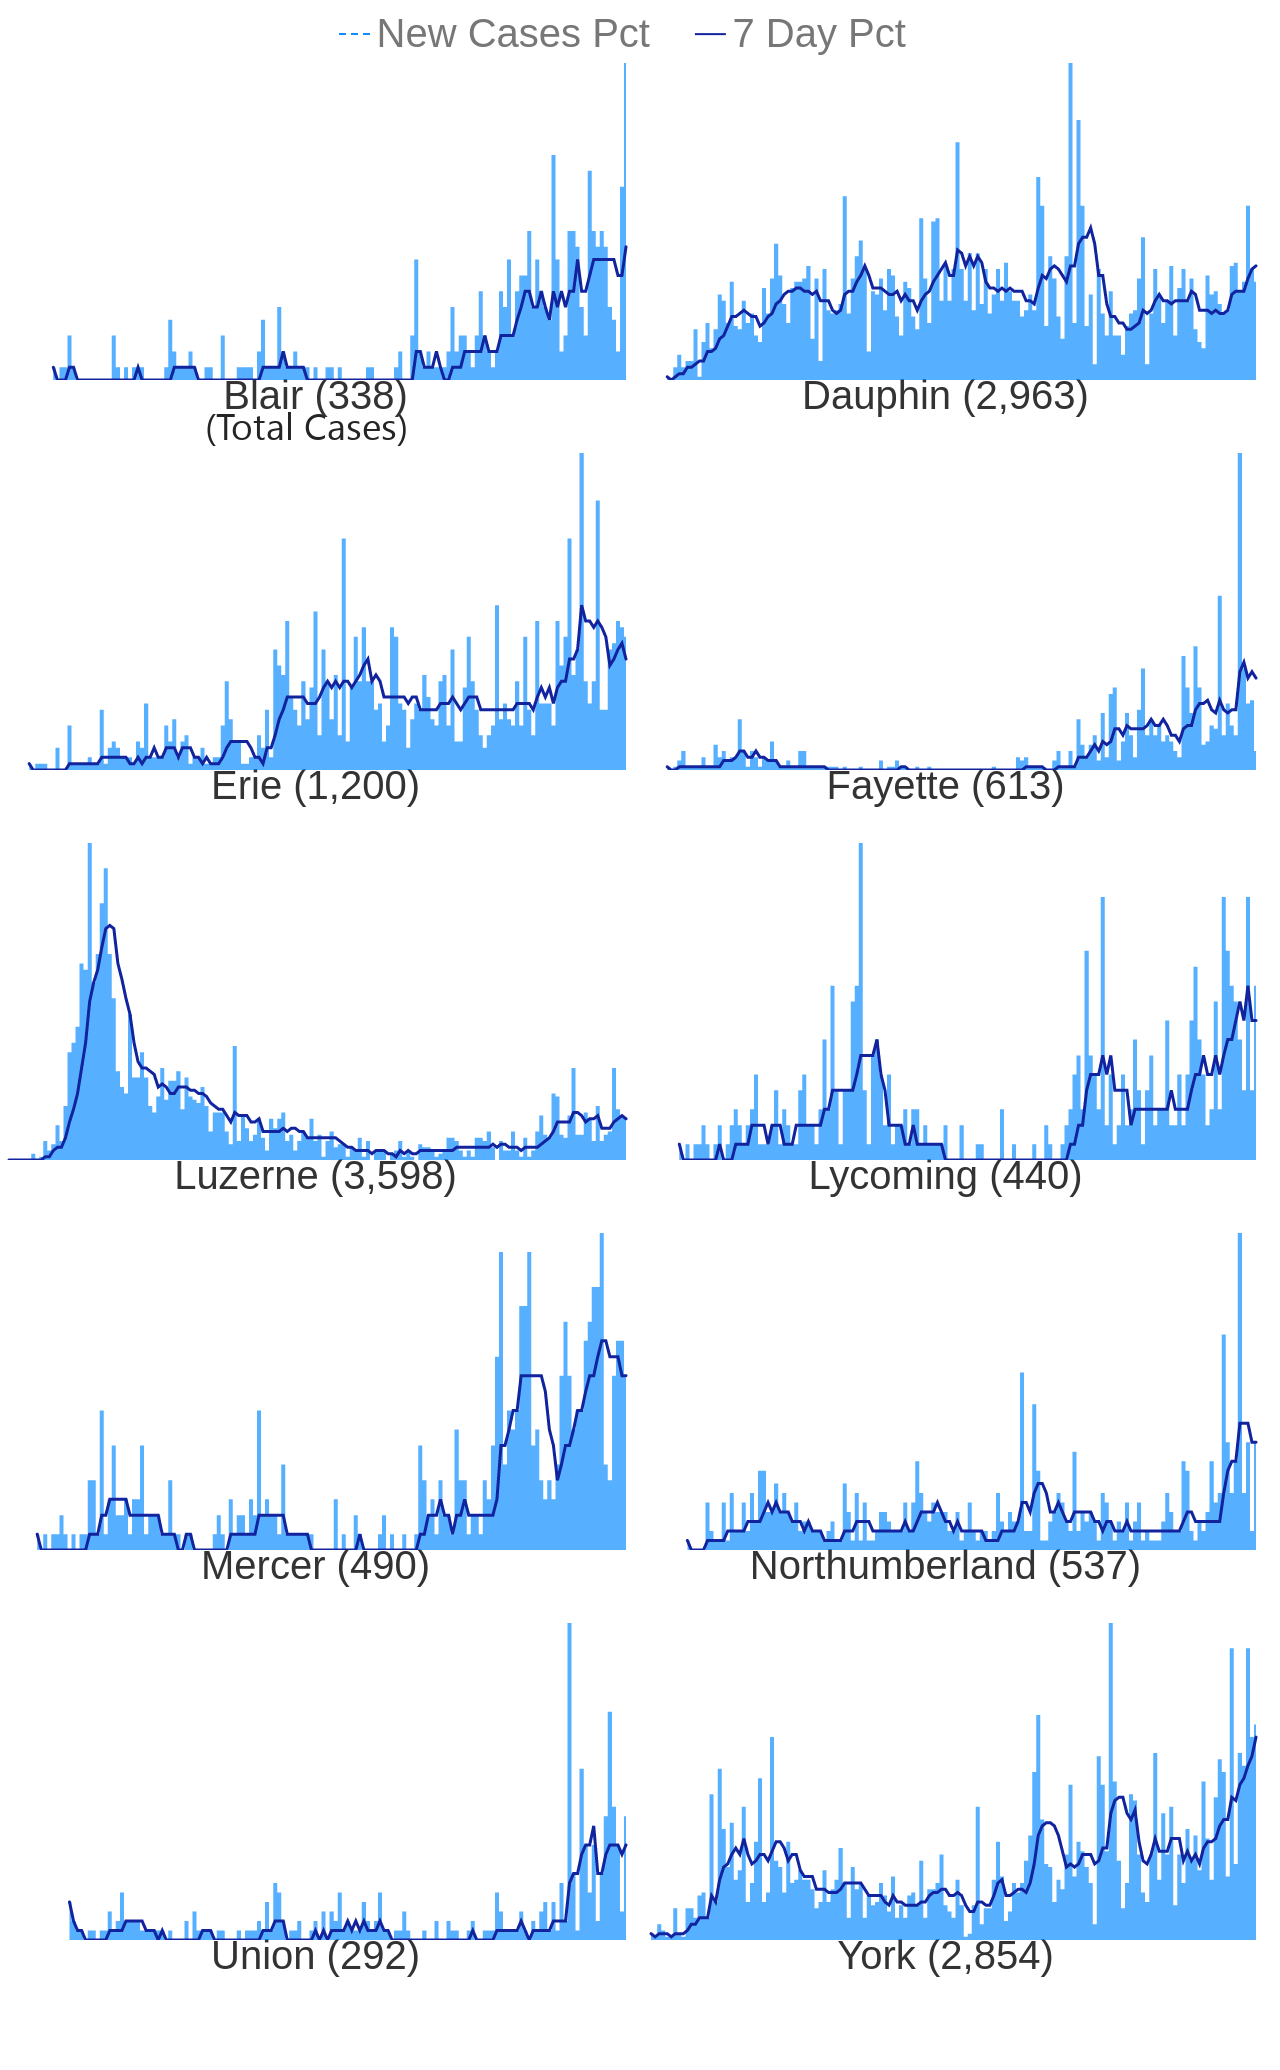 New Cases Pct 7 Day Pct
Blair (338) Dauphin (2,963)
(Total Cases)
Erie (1,200) Fayette (613)
Luzerne (3,598) Lycoming (440)
Mercer (490) Northumberland (537)
Union (292) York (2,854)